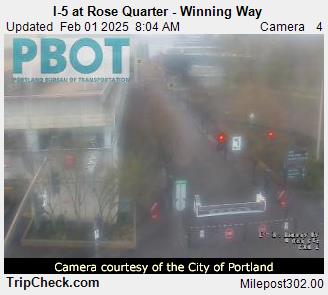 I-5 at Rose Quarter - Winning Way
Updated Feb 01 2025 8:04 AM Camera 4
PBOT
PORTLAND BUREAU OF TRANSPORTATION
Camera courtesy of the City of Portland
TripCheck.com Milepost302.00